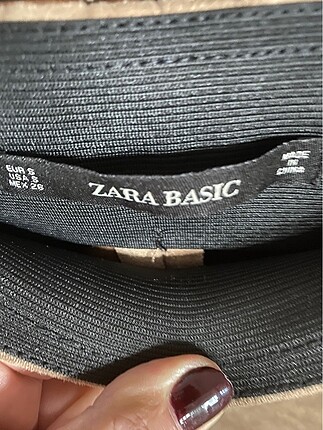 EUR S
USA S
MEX 26
ZARA BASIC
MADE
IN
CHINA